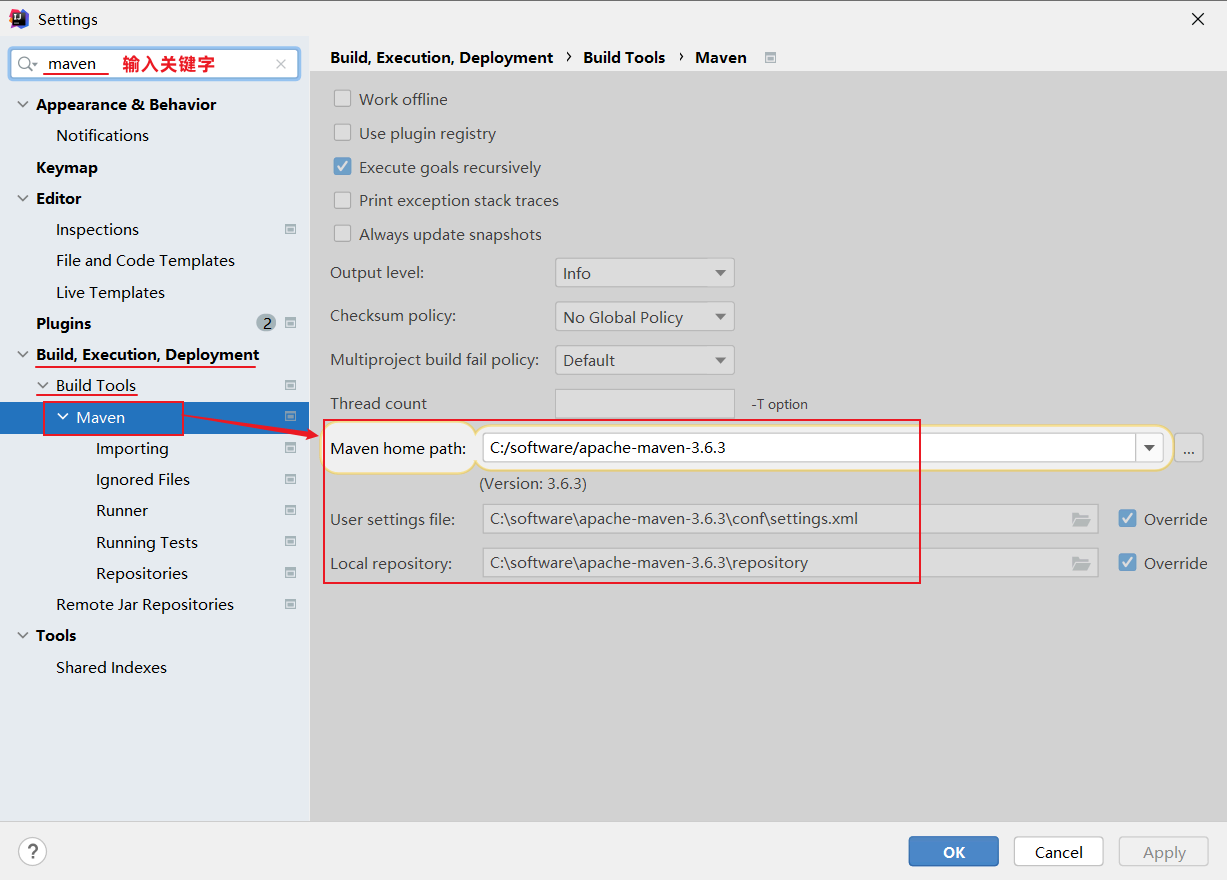 Settings
maven 输入关键字
Appearance & Behavior
Notifications
Keymap
Editor
Inspections
File and Code Templates
Live Templates
Plugins 2
Build, Execution, Deployment
Build Tools
Maven
Importing
Ignored Files
Runner
Running Tests
Repositories
Remote Jar Repositories
Tools
Shared Indexes
Build, Execution, Deployment › Build Tools › Maven
Work offline
Use plugin registry
Execute goals recursively
Print exception stack traces
Always update snapshots
Output level: Info
Checksum policy: No Global Policy
Multiproject build fail policy: Default
Thread count -T option
Maven home path: C:/software/apache-maven-3.6.3 ...
(Version: 3.6.3)
User settings file: C:\software\apache-maven-3.6.3\conf\settings.xml Override
Local repository: C:\software\apache-maven-3.6.3\repository Override
? OK Cancel Apply